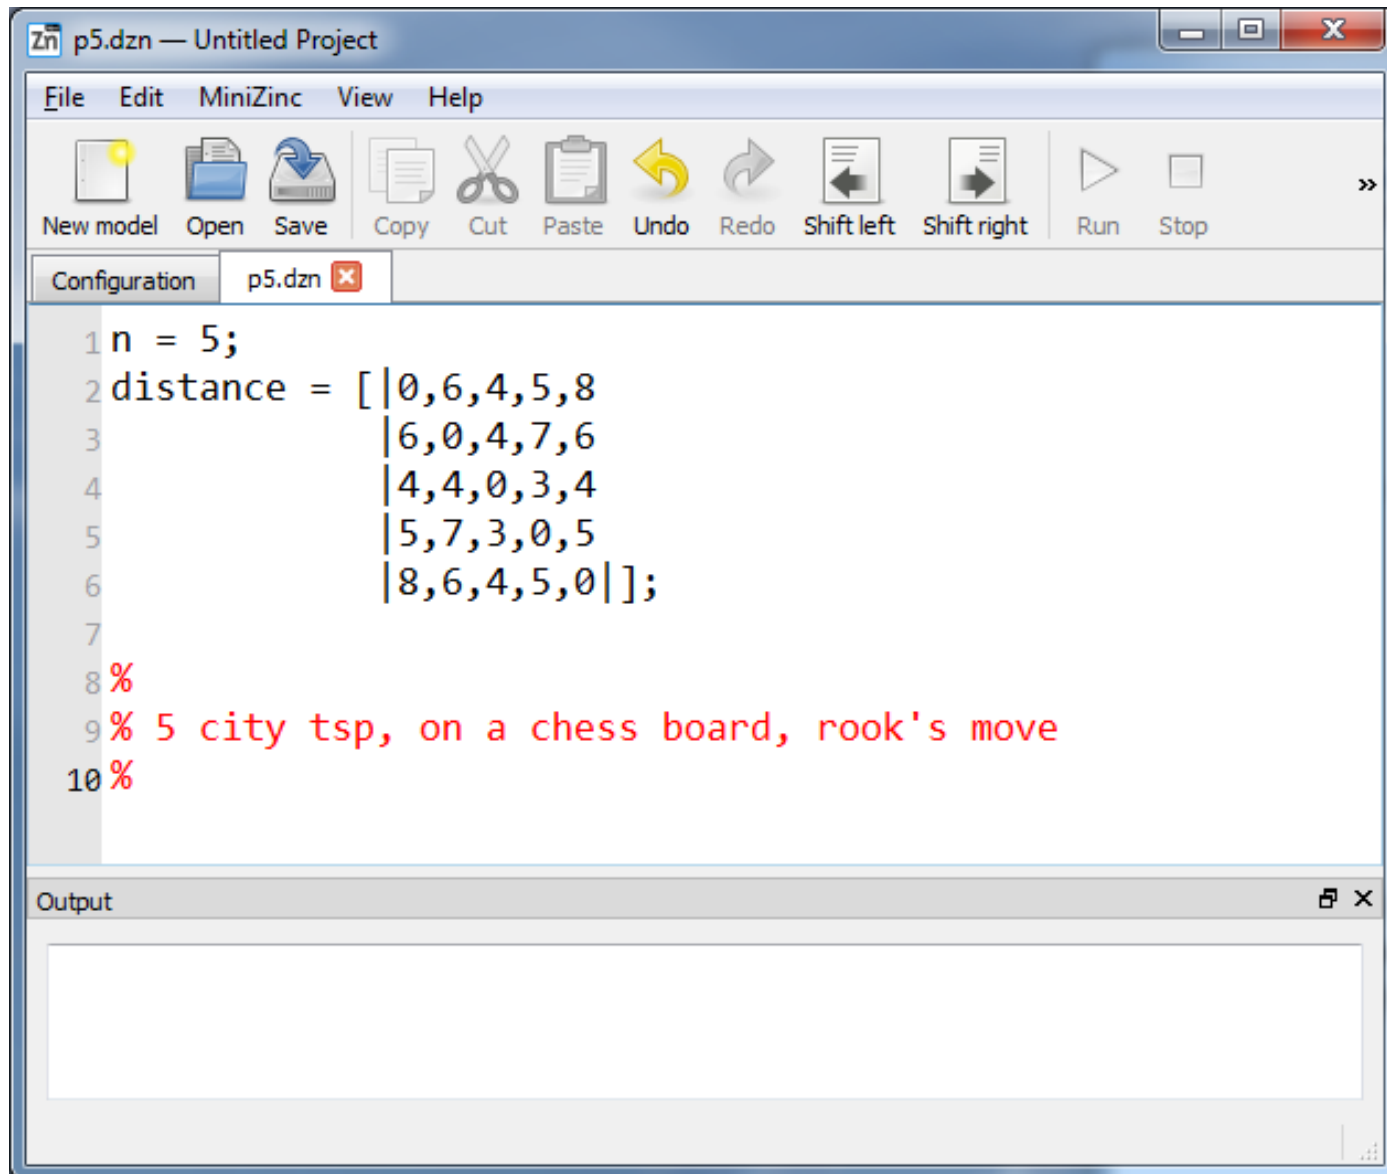 Zn p5.dzn — Untitled Project
File Edit MiniZinc View Help
New model Open Save Copy Cut Paste Undo Redo Shift left Shift right Run Stop »
Configuration p5.dzn
1 n = 5;
2 distance = [|0,6,4,5,8
3 |6,0,4,7,6
4 |4,4,0,3,4
5 |5,7,3,0,5
6 |8,6,4,5,0|];
7
8 %
9 % 5 city tsp, on a chess board, rook's move
10 %
Output